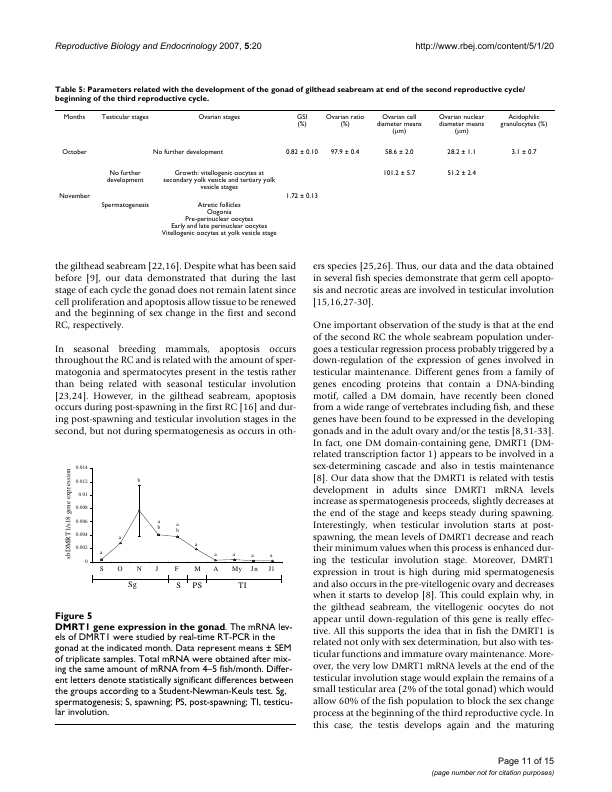 Reproductive Biology and Endocrinology 2007, 5:20
http://www.rbej.com/content/5/1/20
Table 5: Parameters related with the development of the gonad of gilthead seabream at end of the second reproductive cycle/
beginning of the third reproductive cycle.
Months Testicular stages Ovarian stages GSI (%) Ovarian ratio (%) Ovarian cell diameter means (μm) Ovarian nuclear diameter means (μm) Acidophilic granulocytes (%)
October No further development 0.82 ± 0.10 97.9 ± 0.4 58.6 ± 2.0 28.2 ± 1.1 3.1 ± 0.7
No further development Growth: vitellogenic oocytes at secondary yolk vesicle and tertiary yolk vesicle stages 101.2 ± 5.7 51.2 ± 2.4
November 1.72 ± 0.13
Spermatogenesis Atretic follicles
Oogonia
Pre-perinuclear oocytes
Early and late perinuclear oocytes
Vitellogenic oocytes at yolk vesicle stage
the gilthead seabream [22,16]. Despite what has been said
before [9], our data demonstrated that during the last
stage of each cycle the gonad does not remain latent since
cell proliferation and apoptosis allow tissue to be renewed
and the beginning of sex change in the first and second
RC, respectively.
In seasonal breeding mammals, apoptosis occurs
throughout the RC and is related with the amount of sper-
matogonia and spermatocytes present in the testis rather
than being related with seasonal testicular involution
[23,24]. However, in the gilthead seabream, apoptosis
occurs during post-spawning in the first RC [16] and dur-
ing post-spawning and testicular involution stages in the
second, but not during spermatogenesis as occurs in oth-
sbDMRT1/s18 gene expression
0.014
0.012
0.01
0.008
0.006
0.004
0.002
0
a a b a b a b a a a a a
S O N J F M A My Jn Jl
Sg S PS TI
Figure 5
DMRT1 gene expression in the gonad. The mRNA lev-
els of DMRT1 were studied by real-time RT-PCR in the
gonad at the indicated month. Data represent means ± SEM
of triplicate samples. Total mRNA were obtained after mix-
ing the same amount of mRNA from 4–5 fish/month. Differ-
ent letters denote statistically significant differences between
the groups according to a Student-Newman-Keuls test. Sg,
spermatogenesis; S, spawning; PS, post-spawning; TI, testicu-
lar involution.
ers species [25,26]. Thus, our data and the data obtained
in several fish species demonstrate that germ cell apopto-
sis and necrotic areas are involved in testicular involution
[15,16,27-30].
One important observation of the study is that at the end
of the second RC the whole seabream population under-
goes a testicular regression process probably triggered by a
down-regulation of the expression of genes involved in
testicular maintenance. Different genes from a family of
genes encoding proteins that contain a DNA-binding
motif, called a DM domain, have recently been cloned
from a wide range of vertebrates including fish, and these
genes have been found to be expressed in the developing
gonads and in the adult ovary and/or the testis [8,31-33].
In fact, one DM domain-containing gene, DMRT1 (DM-
related transcription factor 1) appears to be involved in a
sex-determining cascade and also in testis maintenance
[8]. Our data show that the DMRT1 is related with testis
development in adults since DMRT1 mRNA levels
increase as spermatogenesis proceeds, slightly decreases at
the end of the stage and keeps steady during spawning.
Interestingly, when testicular involution starts at post-
spawning, the mean levels of DMRT1 decrease and reach
their minimum values when this process is enhanced dur-
ing the testicular involution stage. Moreover, DMRT1
expression in trout is high during mid spermatogenesis
and also occurs in the pre-vitellogenic ovary and decreases
when it starts to develop [8]. This could explain why, in
the gilthead seabream, the vitellogenic oocytes do not
appear until down-regulation of this gene is really effec-
tive. All this supports the idea that in fish the DMRT1 is
related not only with sex determination, but also with tes-
ticular functions and immature ovary maintenance. More-
over, the very low DMRT1 mRNA levels at the end of the
testicular involution stage would explain the remains of a
small testicular area (2% of the total gonad) which would
allow 60% of the fish population to block the sex change
process at the beginning of the third reproductive cycle. In
this case, the testis develops again and the maturing
Page 11 of 15
(page number not for citation purposes)